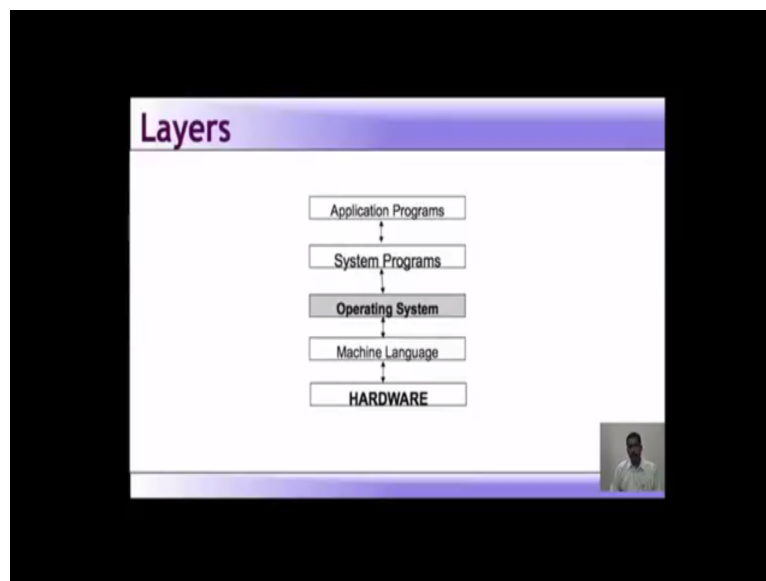 Layers
Application Programs
System Programs
Operating System
Machine Language
HARDWARE